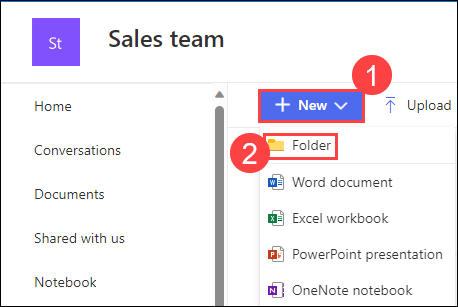 St
Sales team
Home
Conversations
Documents
Shared with us
Notebook
1
New
Upload
2
Folder
Word document
Excel workbook
PowerPoint presentation
OneNote notebook